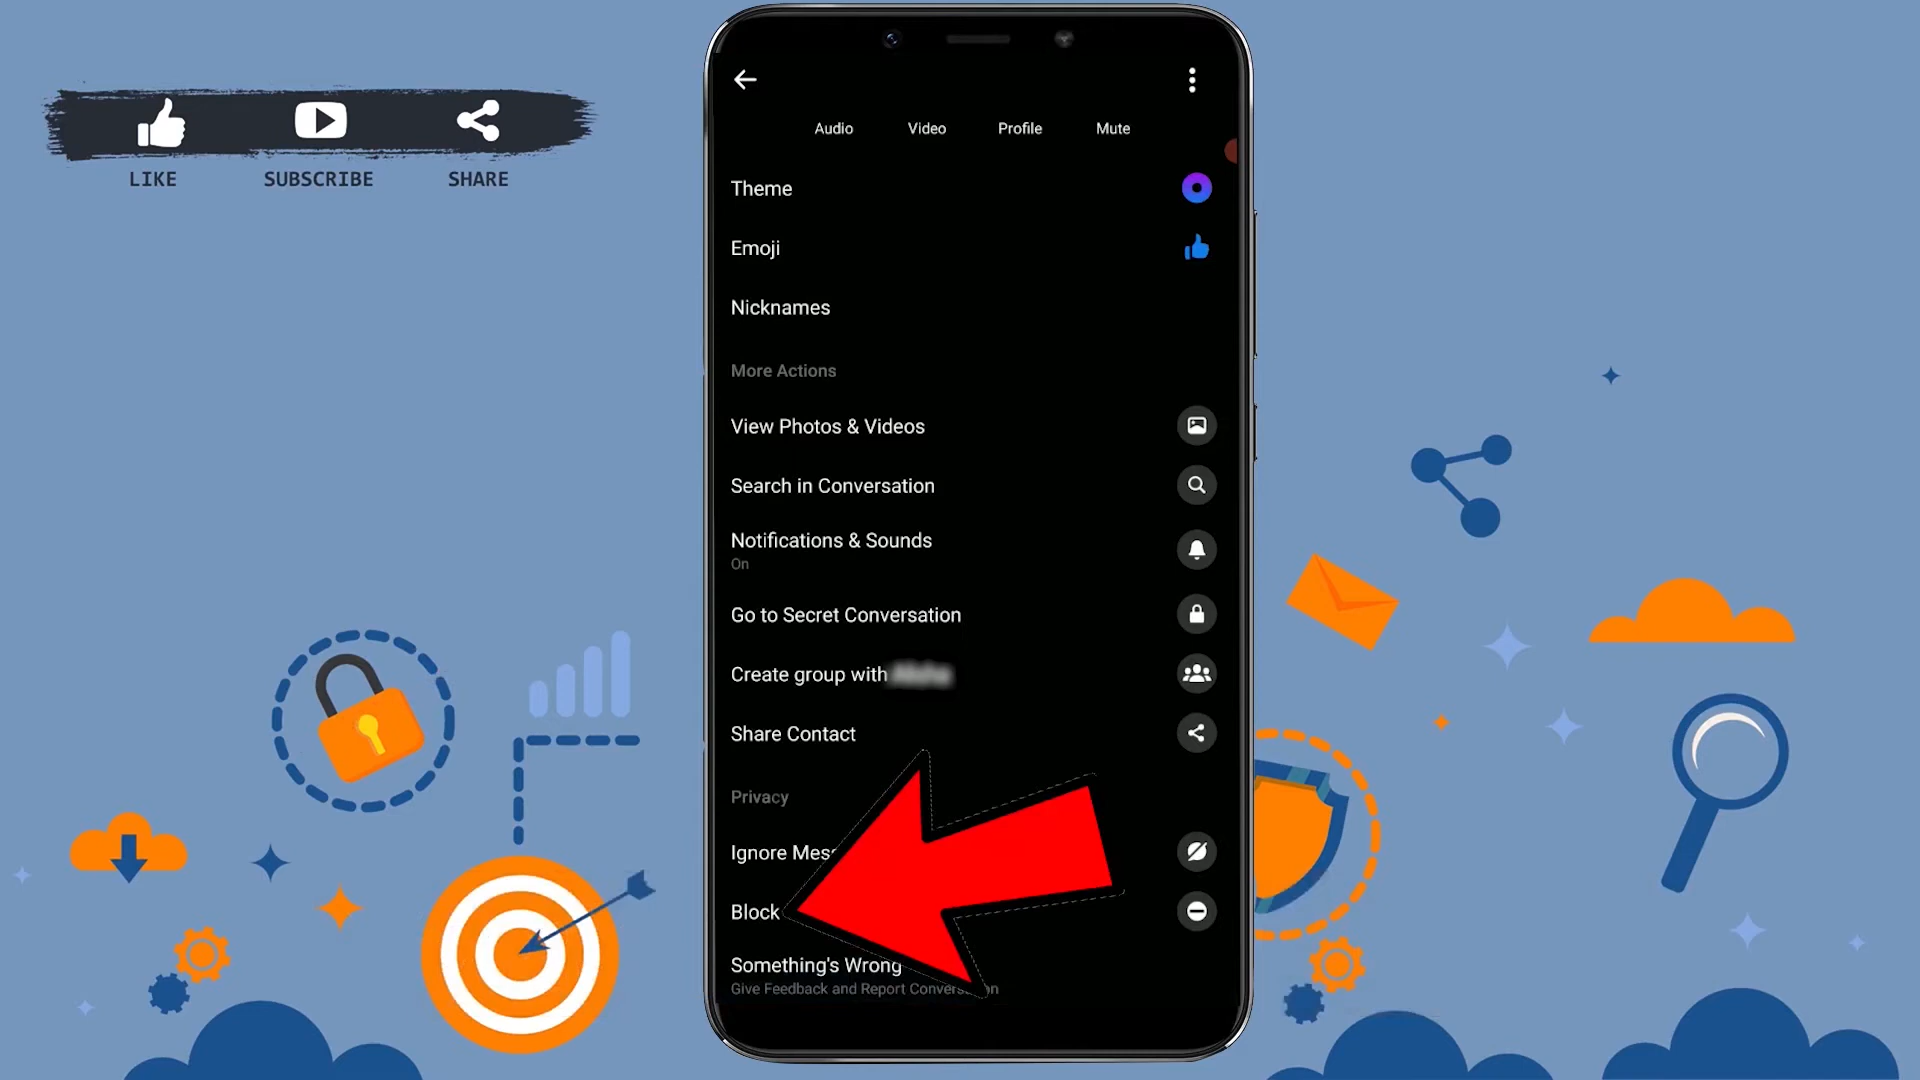 LIKE
SUBSCRIBE
SHARE
Audio
Video
Profile
Mute
Theme
Emoji
Nicknames
More Actions
View Photos & Videos
Search in Conversation
Notifications & Sounds
On
Go to Secret Conversation
Create group with
Share Contact
Privacy
Ignore
Block
Something's Wrong
Give Feedback and Report